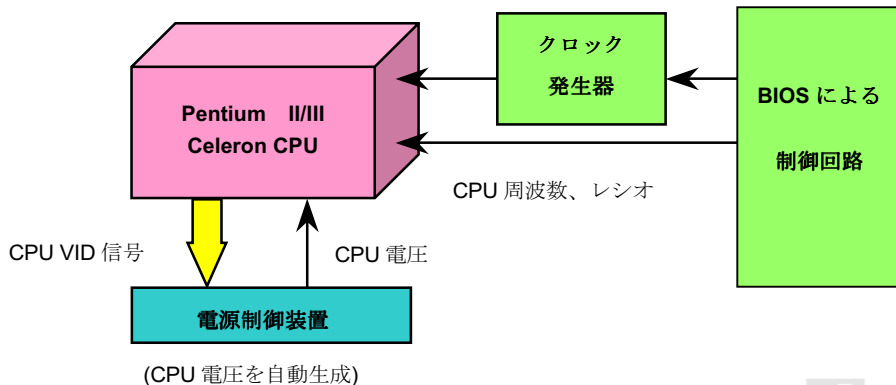 クロック
発生器
Pentium II/III
Celeron CPU
BIOS による
制御回路
CPU 周波数、レシオ
CPU VID 信号
CPU 電圧
電源制御装置
(CPU 電圧を自動生成)